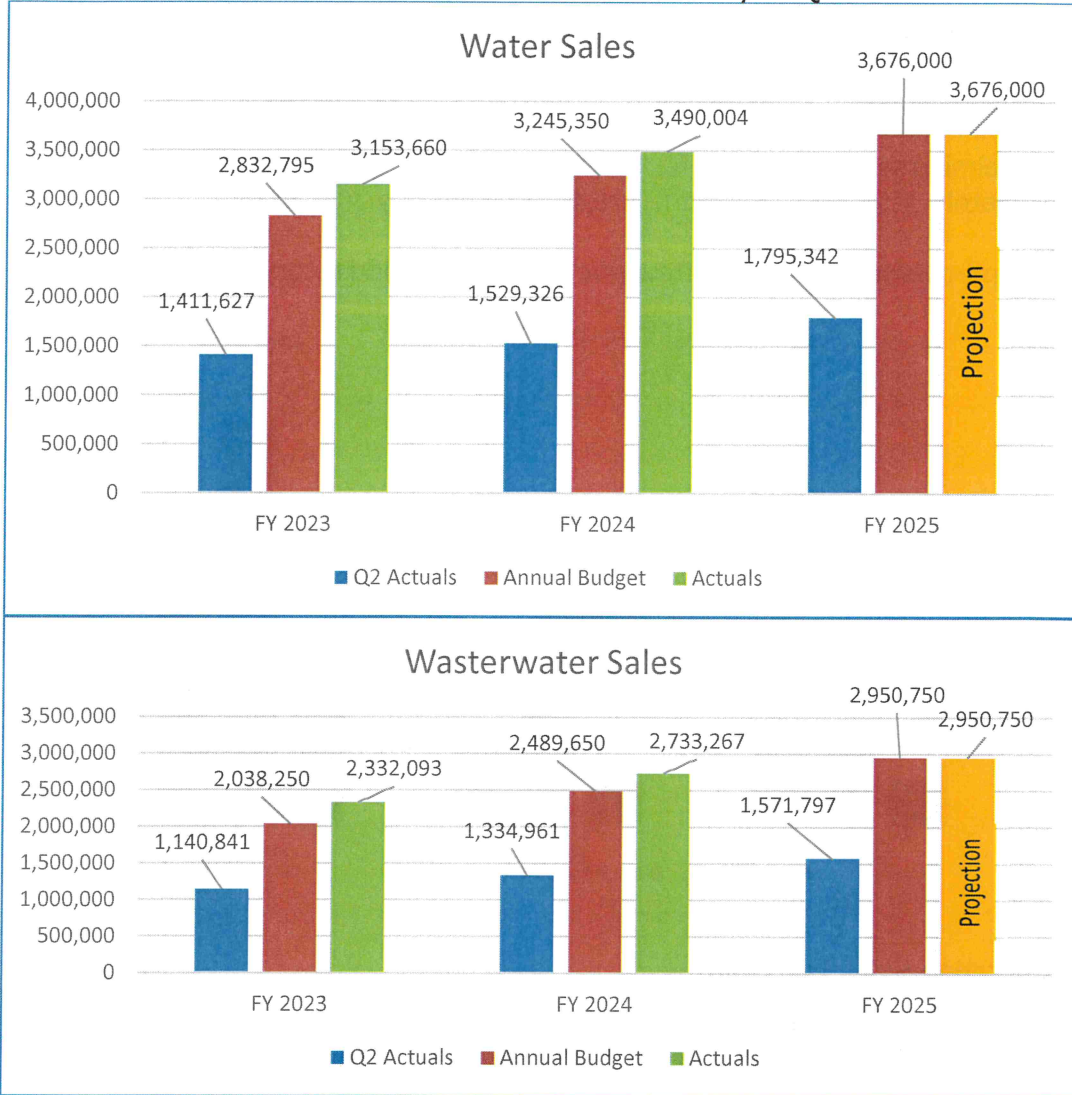 Water Sales
4,000,000
3,500,000
3,000,000
2,500,000
2,000,000
1,500,000
1,000,000
500,000
0
1,411,627
2,832,795
3,153,660
1,529,326
3,245,350
3,490,004
1,795,342
3,676,000
3,676,000
Projection
FY 2023
FY 2024
FY 2025
Q2 Actuals
Annual Budget
Actuals
Wasterwater Sales
3,500,000
3,000,000
2,500,000
2,000,000
1,500,000
1,000,000
500,000
0
1,140,841
2,038,250
2,332,093
1,334,961
2,489,650
2,733,267
1,571,797
2,950,750
2,950,750
Projection
FY 2023
FY 2024
FY 2025
Q2 Actuals
Annual Budget
Actuals